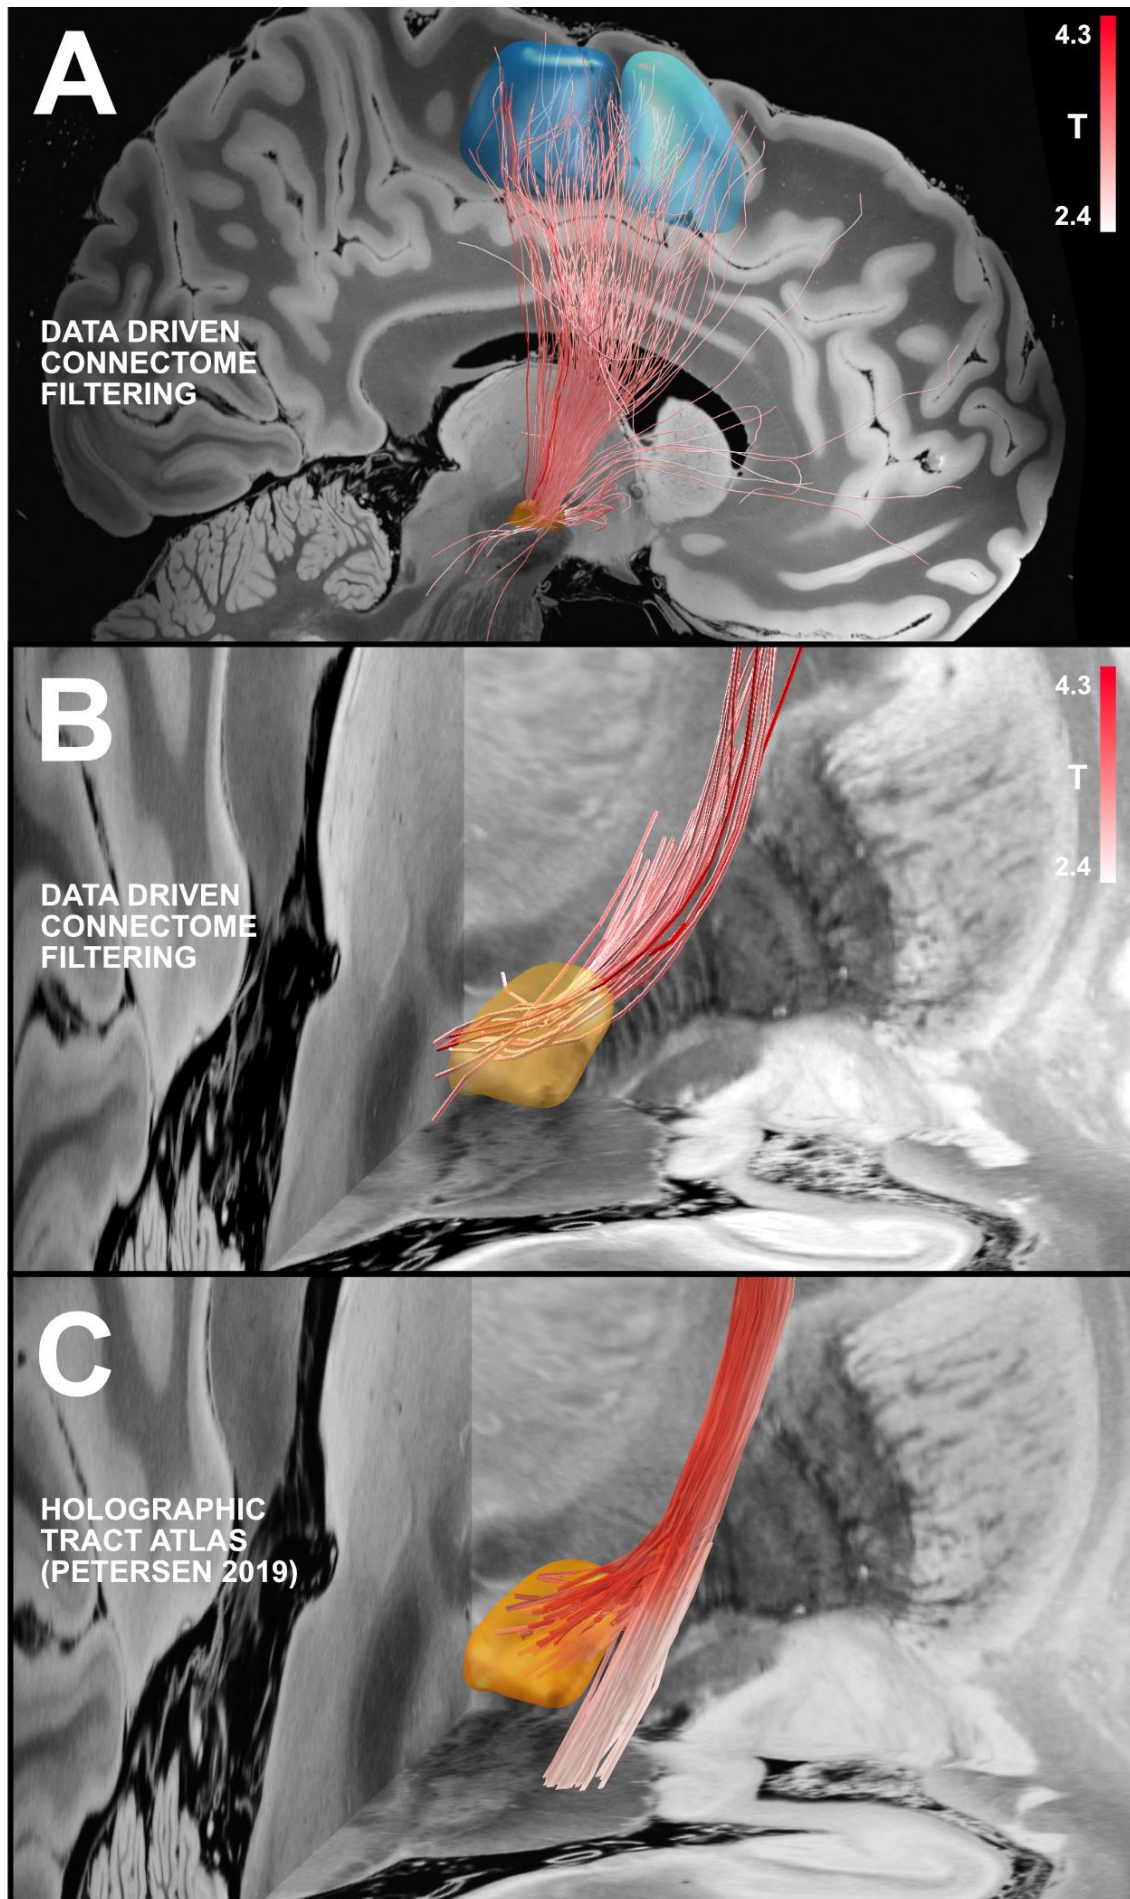 A
4.3
T
2.4
DATA DRIVEN
CONNECTOME
FILTERING
B
4.3
T
2.4
DATA DRIVEN
CONNECTOME
FILTERING
C
HOLOGRAPHIC
TRACT ATLAS
(PETERSEN 2019)